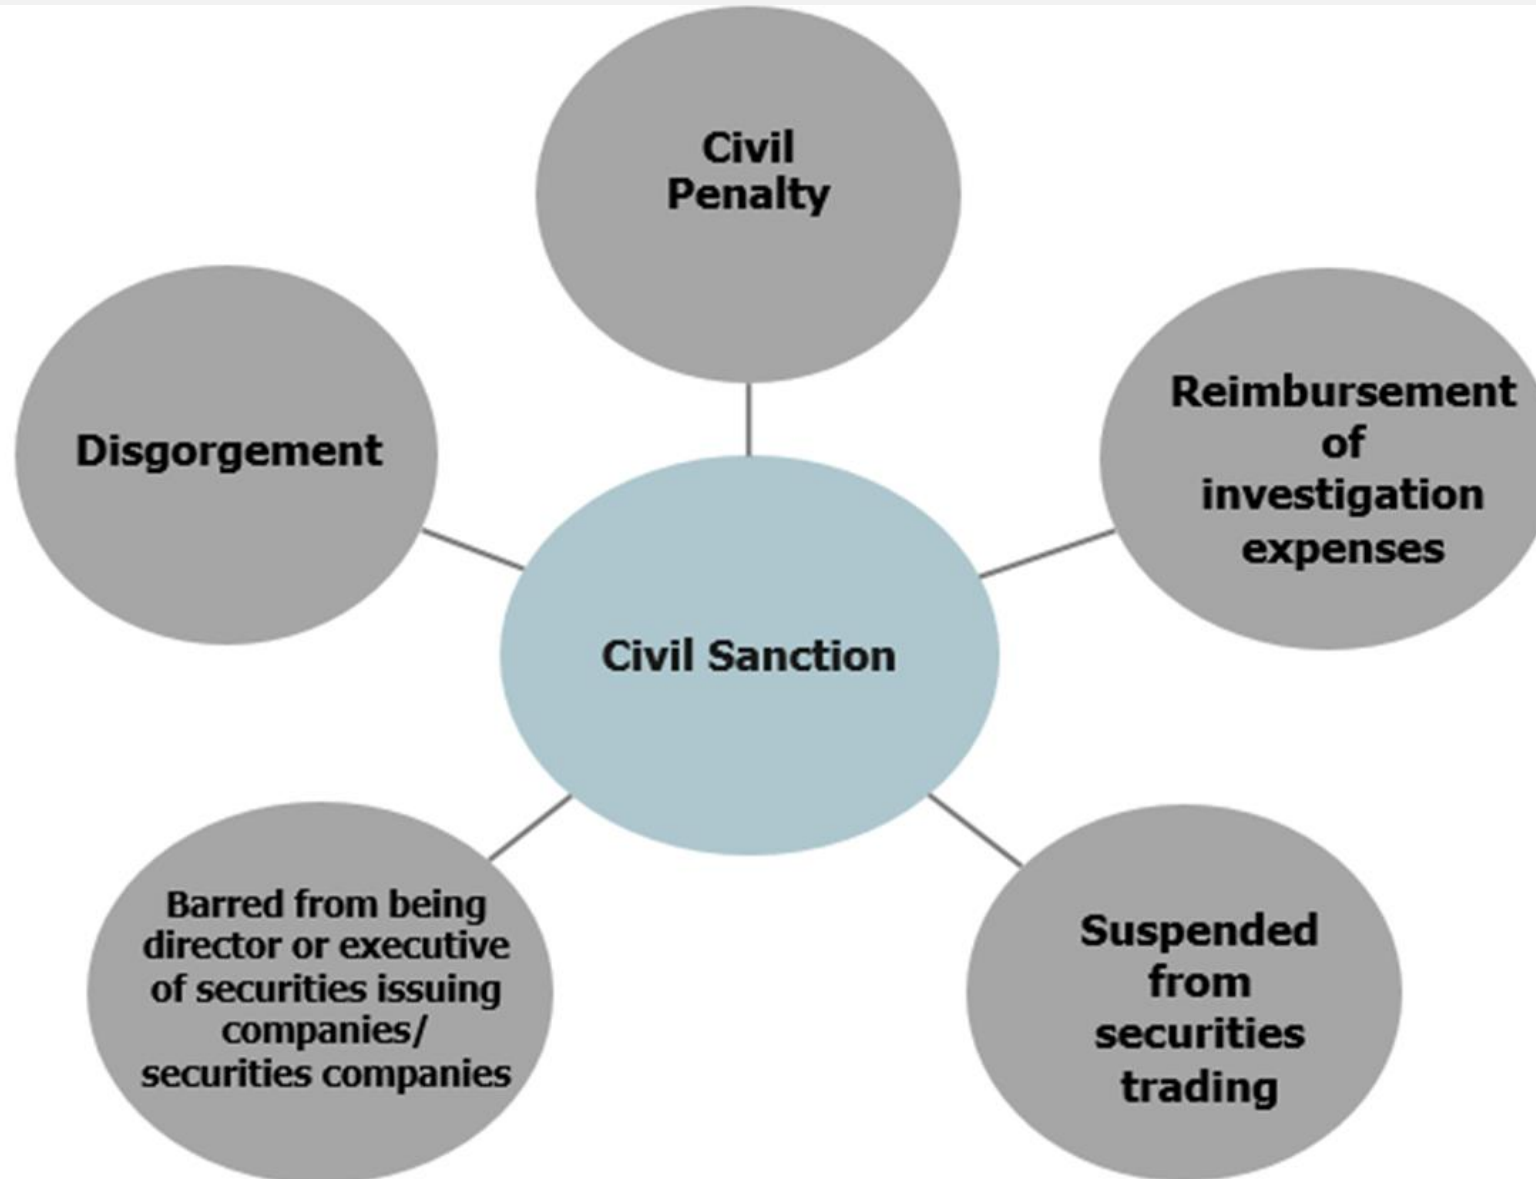 Civil
Penalty
Disgorgement
Reimbursement
of
investigation
expenses
Civil Sanction
Barred from being
director or executive
of securities issuing
companies/
securities companies
Suspended
from
securities
trading